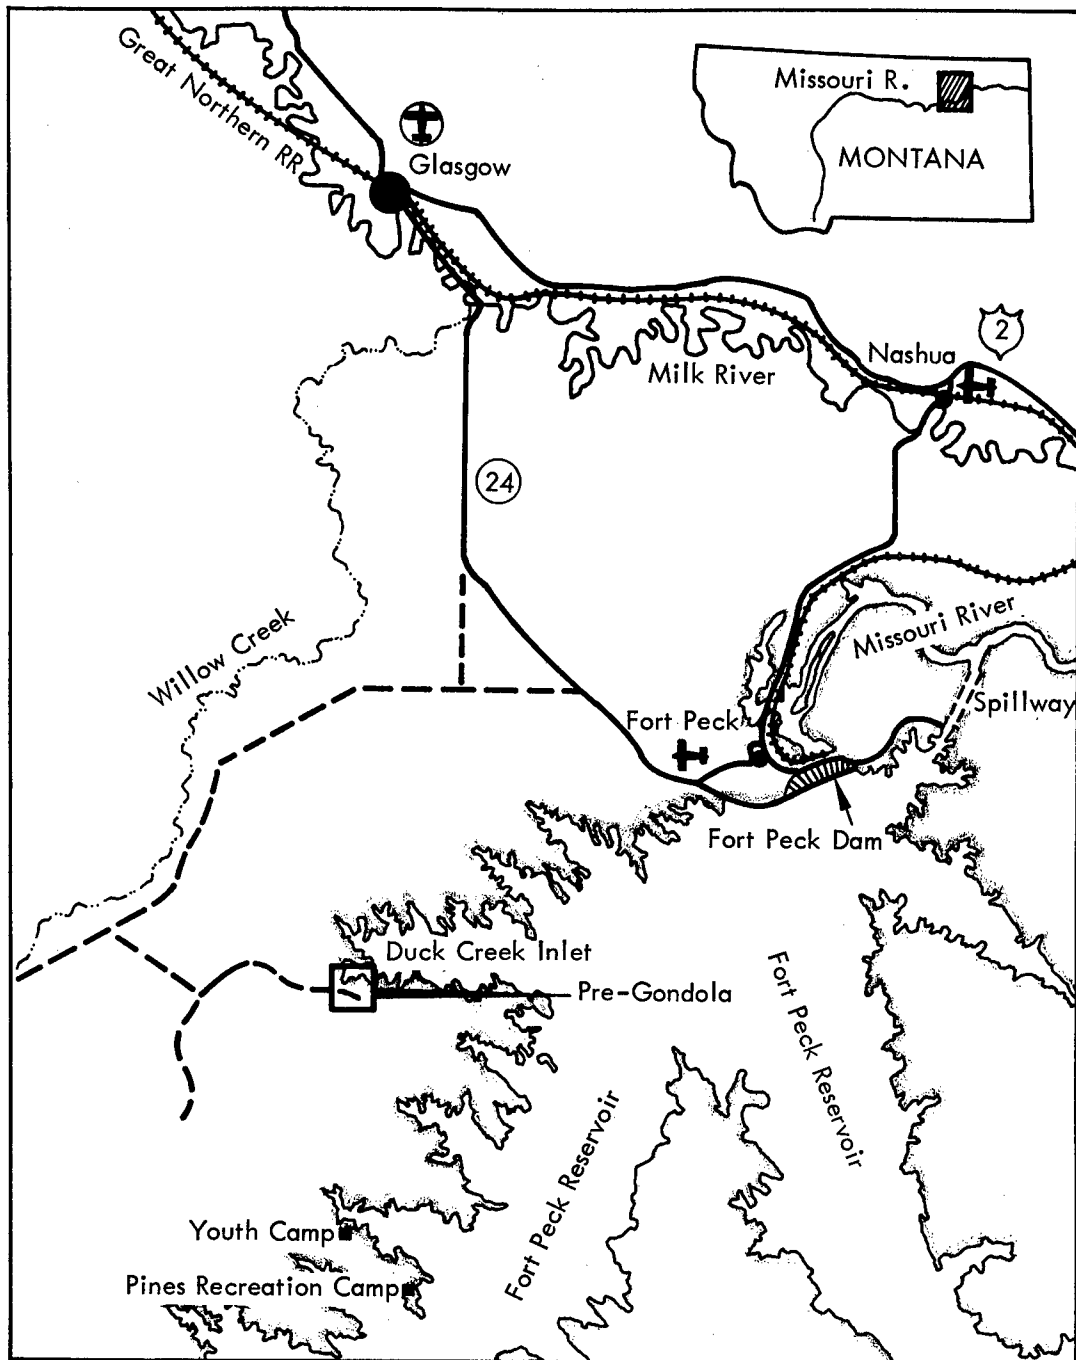 Great Northern RR
Glasgow
Missouri R.
MONTANA
2
Nashua
Milk River
24
Willow Creek
Missouri River
Spillway
Fort Peck
Fort Peck Dam
Duck Creek Inlet
Pre-Gondola
Fort Peck Reservoir
Fort Peck Reservoir
Youth Camp
Pines Recreation Camp